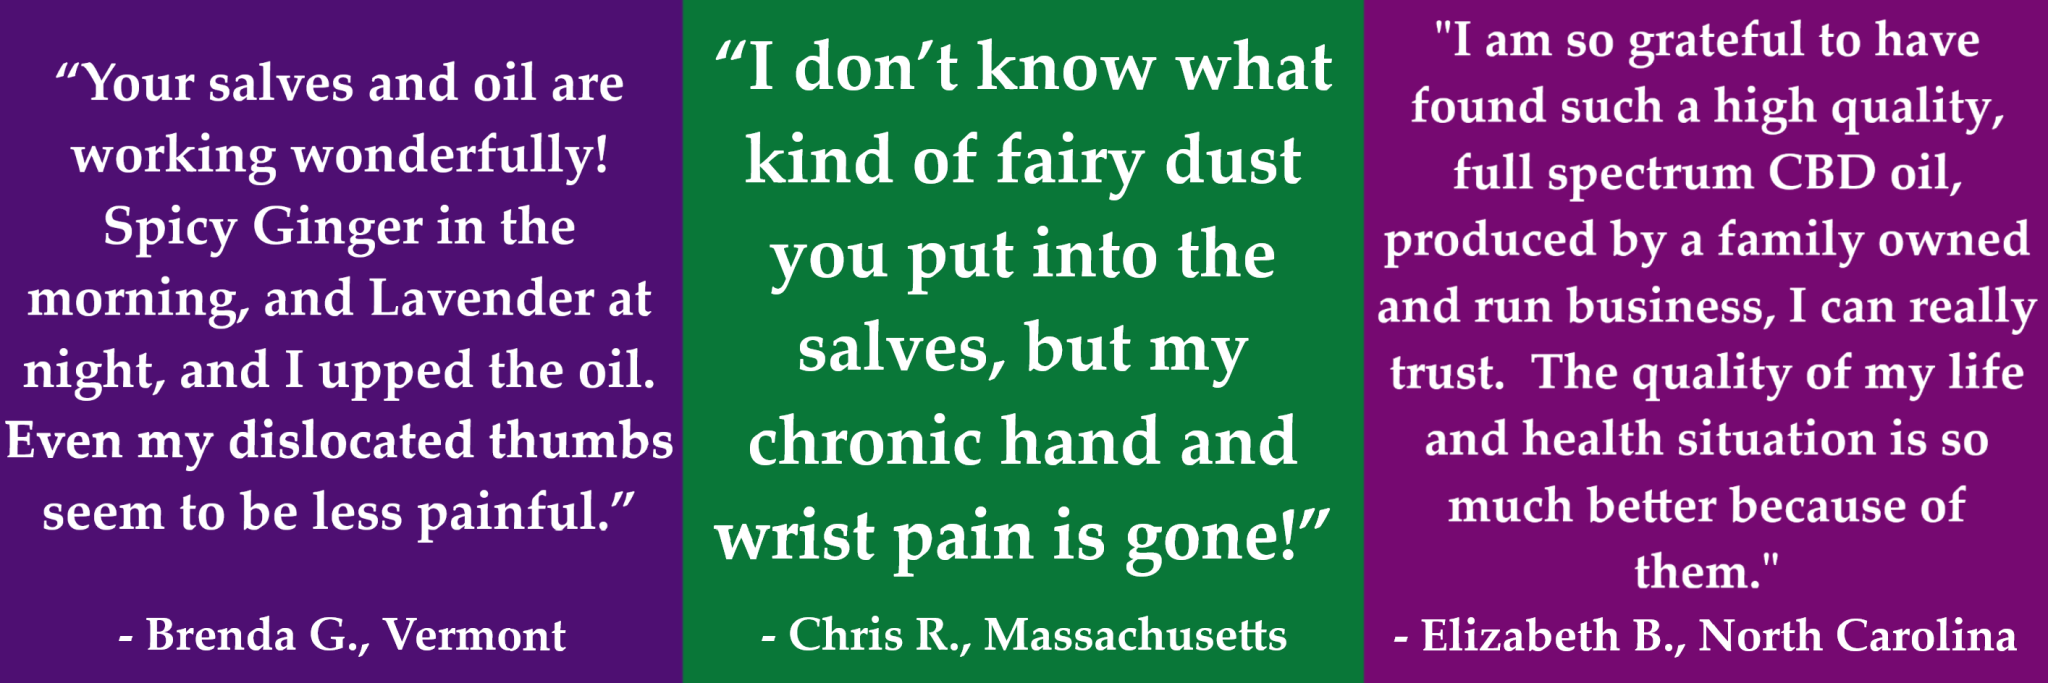 “Your salves and oil are
working wonderfully!
Spicy Ginger in the
morning, and Lavender at
night, and I upped the oil.
Even my dislocated thumbs
seem to be less painful.”
- Brenda G., Vermont
“I don’t know what
kind of fairy dust
you put into the
salves, but my
chronic hand and
wrist pain is gone!”
- Chris R., Massachusetts
"I am so grateful to have
found such a high quality,
full spectrum CBD oil,
produced by a family owned
and run business, I can really
trust.  The quality of my life
and health situation is so
much better because of
them."
- Elizabeth B., North Carolina